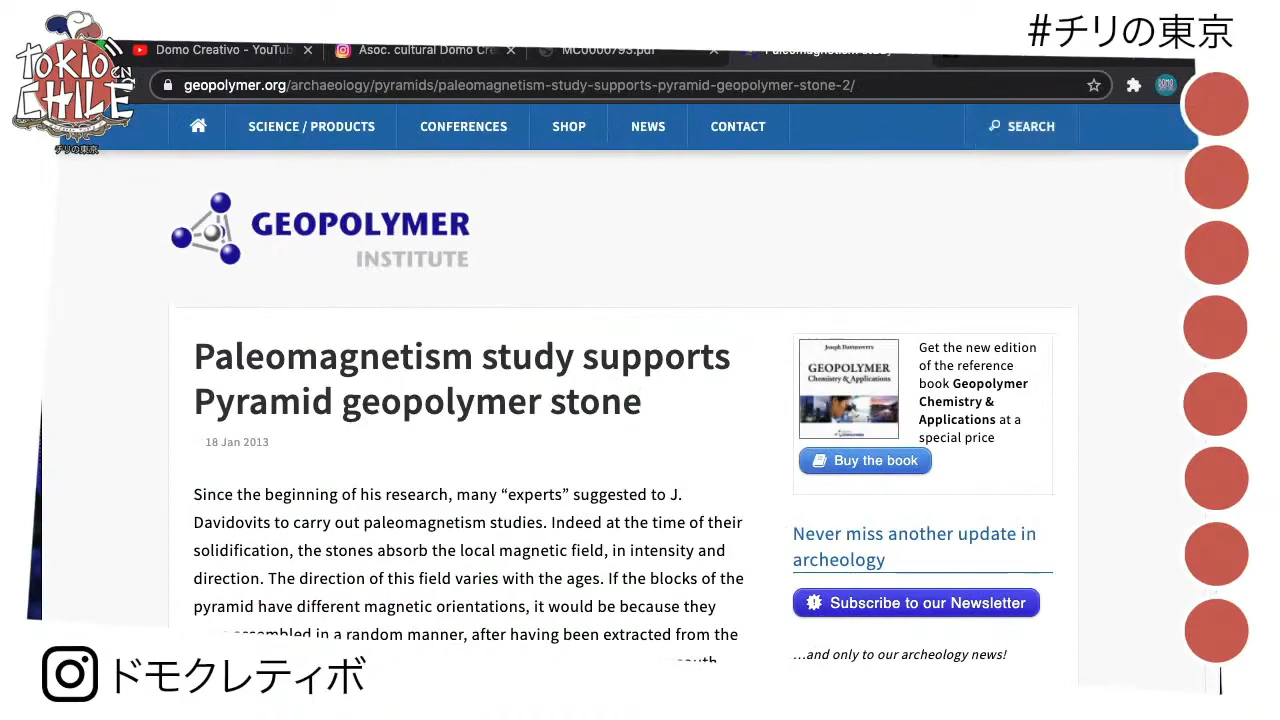 #チリの東京
TOKIO
EN
CHILE
チリの東京
Domo Creativo - YouTub
Asoc. cultural Domo Cre
MC0000793.pdf
Paleomagnetism study
geopolymer.org/archaeology/pyramids/paleomagnetism-study-supports-pyramid-geopolymer-stone-2/
SCIENCE / PRODUCTS
CONFERENCES
SHOP
NEWS
CONTACT
SEARCH
GEOPOLYMER
INSTITUTE
Paleomagnetism study supports
Pyramid geopolymer stone
18 Jan 2013
Since the beginning of his research, many “experts” suggested to J.
Davidovits to carry out paleomagnetism studies. Indeed at the time of their
solidification, the stones absorb the local magnetic field, in intensity and
direction. The direction of this field varies with the ages. If the blocks of the
pyramid have different magnetic orientations, it would be because they
assembled in a random manner, after having been extracted from the
south
Joseph Davidovits
GEOPOLYMER
Chemistry & Applications
Get the new edition
of the reference
book Geopolymer
Chemistry &
Applications at a
special price
Buy the book
Never miss another update in
archeology
Subscribe to our Newsletter
...and only to our archeology news!
ドモクレティボ